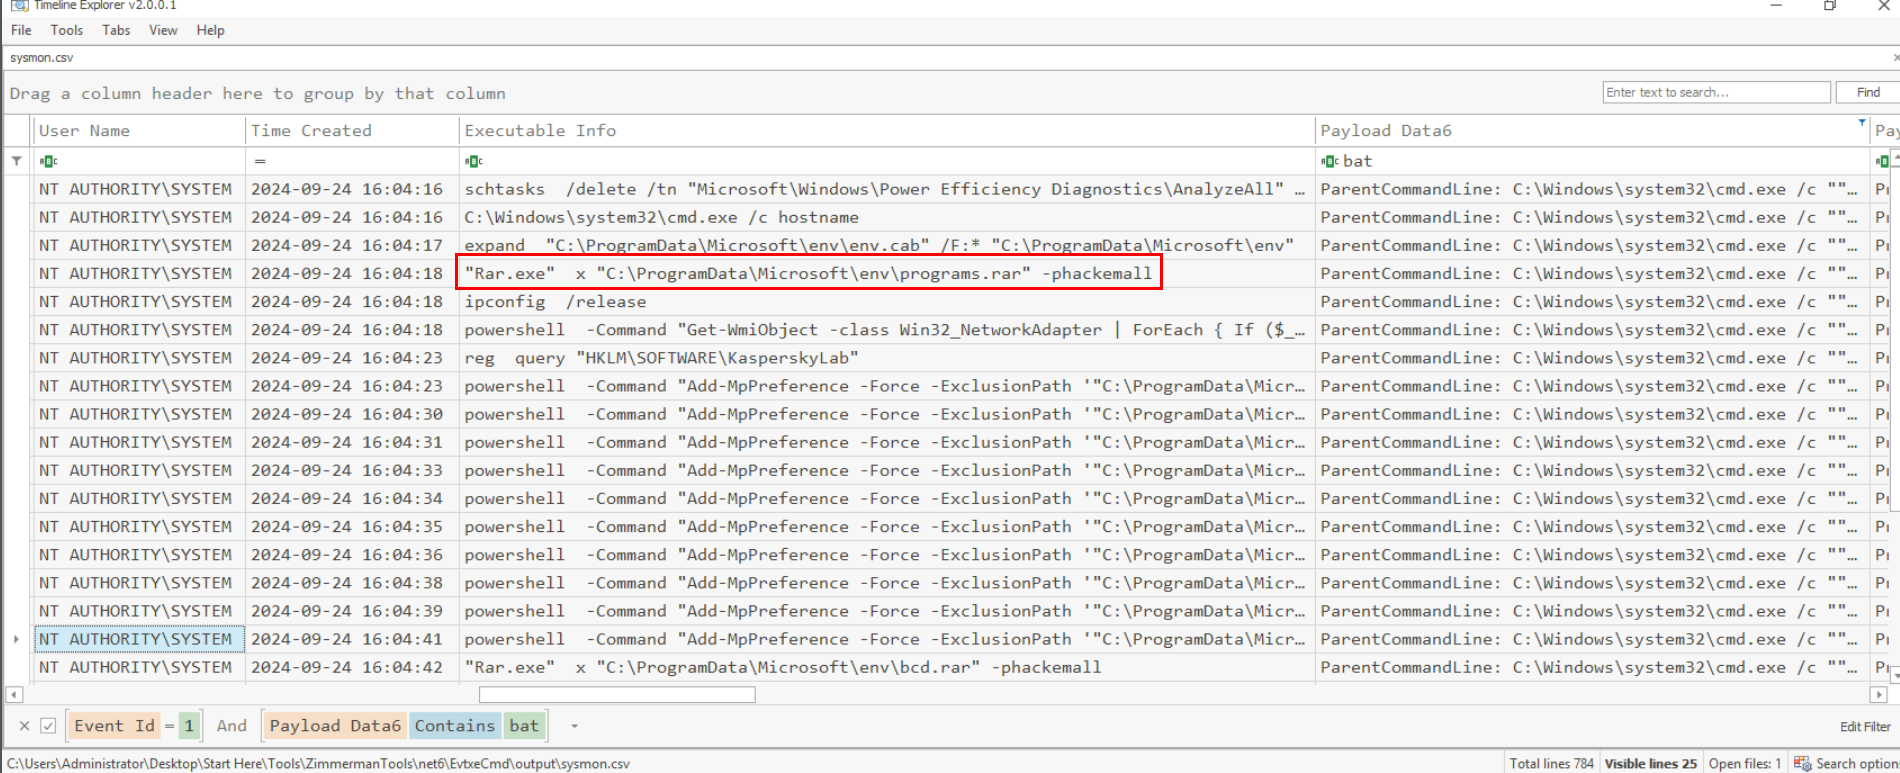 Timeline Explorer v2.0.0.1
File Tools Tabs View Help
sysmon.csv
Drag a column header here to group by that column
Enter text to search... Find
User Name Time Created Executable Info Payload Data6 Pay
= bat
NT AUTHORITY\SYSTEM 2024-09-24 16:04:16 schtasks /delete /tn "Microsoft\Windows\Power Efficiency Diagnostics\AnalyzeAll" … ParentCommandLine: C:\Windows\system32\cmd.exe /c ""… Pr
NT AUTHORITY\SYSTEM 2024-09-24 16:04:16 C:\Windows\system32\cmd.exe /c hostname ParentCommandLine: C:\Windows\system32\cmd.exe /c ""… Pr
NT AUTHORITY\SYSTEM 2024-09-24 16:04:17 expand "C:\ProgramData\Microsoft\env\env.cab" /F:* "C:\ProgramData\Microsoft\env" ParentCommandLine: C:\Windows\system32\cmd.exe /c ""… Pr
NT AUTHORITY\SYSTEM 2024-09-24 16:04:18 "Rar.exe" x "C:\ProgramData\Microsoft\env\programs.rar" -phackemall ParentCommandLine: C:\Windows\system32\cmd.exe /c ""… Pr
NT AUTHORITY\SYSTEM 2024-09-24 16:04:18 ipconfig /release ParentCommandLine: C:\Windows\system32\cmd.exe /c ""… Pr
NT AUTHORITY\SYSTEM 2024-09-24 16:04:18 powershell -Command "Get-WmiObject -class Win32_NetworkAdapter | ForEach { If ($_… ParentCommandLine: C:\Windows\system32\cmd.exe /c ""… Pr
NT AUTHORITY\SYSTEM 2024-09-24 16:04:23 reg query "HKLM\SOFTWARE\KasperskyLab" ParentCommandLine: C:\Windows\system32\cmd.exe /c ""… Pr
NT AUTHORITY\SYSTEM 2024-09-24 16:04:23 powershell -Command "Add-MpPreference -Force -ExclusionPath '"C:\ProgramData\Micr… ParentCommandLine: C:\Windows\system32\cmd.exe /c ""… Pr
NT AUTHORITY\SYSTEM 2024-09-24 16:04:30 powershell -Command "Add-MpPreference -Force -ExclusionPath '"C:\ProgramData\Micr… ParentCommandLine: C:\Windows\system32\cmd.exe /c ""… Pr
NT AUTHORITY\SYSTEM 2024-09-24 16:04:31 powershell -Command "Add-MpPreference -Force -ExclusionPath '"C:\ProgramData\Micr… ParentCommandLine: C:\Windows\system32\cmd.exe /c ""… Pr
NT AUTHORITY\SYSTEM 2024-09-24 16:04:33 powershell -Command "Add-MpPreference -Force -ExclusionPath '"C:\ProgramData\Micr… ParentCommandLine: C:\Windows\system32\cmd.exe /c ""… Pr
NT AUTHORITY\SYSTEM 2024-09-24 16:04:34 powershell -Command "Add-MpPreference -Force -ExclusionPath '"C:\ProgramData\Micr… ParentCommandLine: C:\Windows\system32\cmd.exe /c ""… Pr
NT AUTHORITY\SYSTEM 2024-09-24 16:04:35 powershell -Command "Add-MpPreference -Force -ExclusionPath '"C:\ProgramData\Micr… ParentCommandLine: C:\Windows\system32\cmd.exe /c ""… Pr
NT AUTHORITY\SYSTEM 2024-09-24 16:04:36 powershell -Command "Add-MpPreference -Force -ExclusionPath '"C:\ProgramData\Micr… ParentCommandLine: C:\Windows\system32\cmd.exe /c ""… Pr
NT AUTHORITY\SYSTEM 2024-09-24 16:04:38 powershell -Command "Add-MpPreference -Force -ExclusionPath '"C:\ProgramData\Micr… ParentCommandLine: C:\Windows\system32\cmd.exe /c ""… Pr
NT AUTHORITY\SYSTEM 2024-09-24 16:04:39 powershell -Command "Add-MpPreference -Force -ExclusionPath '"C:\ProgramData\Micr… ParentCommandLine: C:\Windows\system32\cmd.exe /c ""… Pr
NT AUTHORITY\SYSTEM 2024-09-24 16:04:41 powershell -Command "Add-MpPreference -Force -ExclusionPath '"C:\ProgramData\Micr… ParentCommandLine: C:\Windows\system32\cmd.exe /c ""… Pr
NT AUTHORITY\SYSTEM 2024-09-24 16:04:42 "Rar.exe" x "C:\ProgramData\Microsoft\env\bcd.rar" -phackemall ParentCommandLine: C:\Windows\system32\cmd.exe /c ""… Pr
Event Id = 1 And Payload Data6 Contains bat Edit Filter
C:\Users\Administrator\Desktop\Start Here\Tools\ZimmermanTools\net6\EvtxeCmd\output\sysmon.csv Total lines 784 Visible lines 25 Open files: 1 Search option